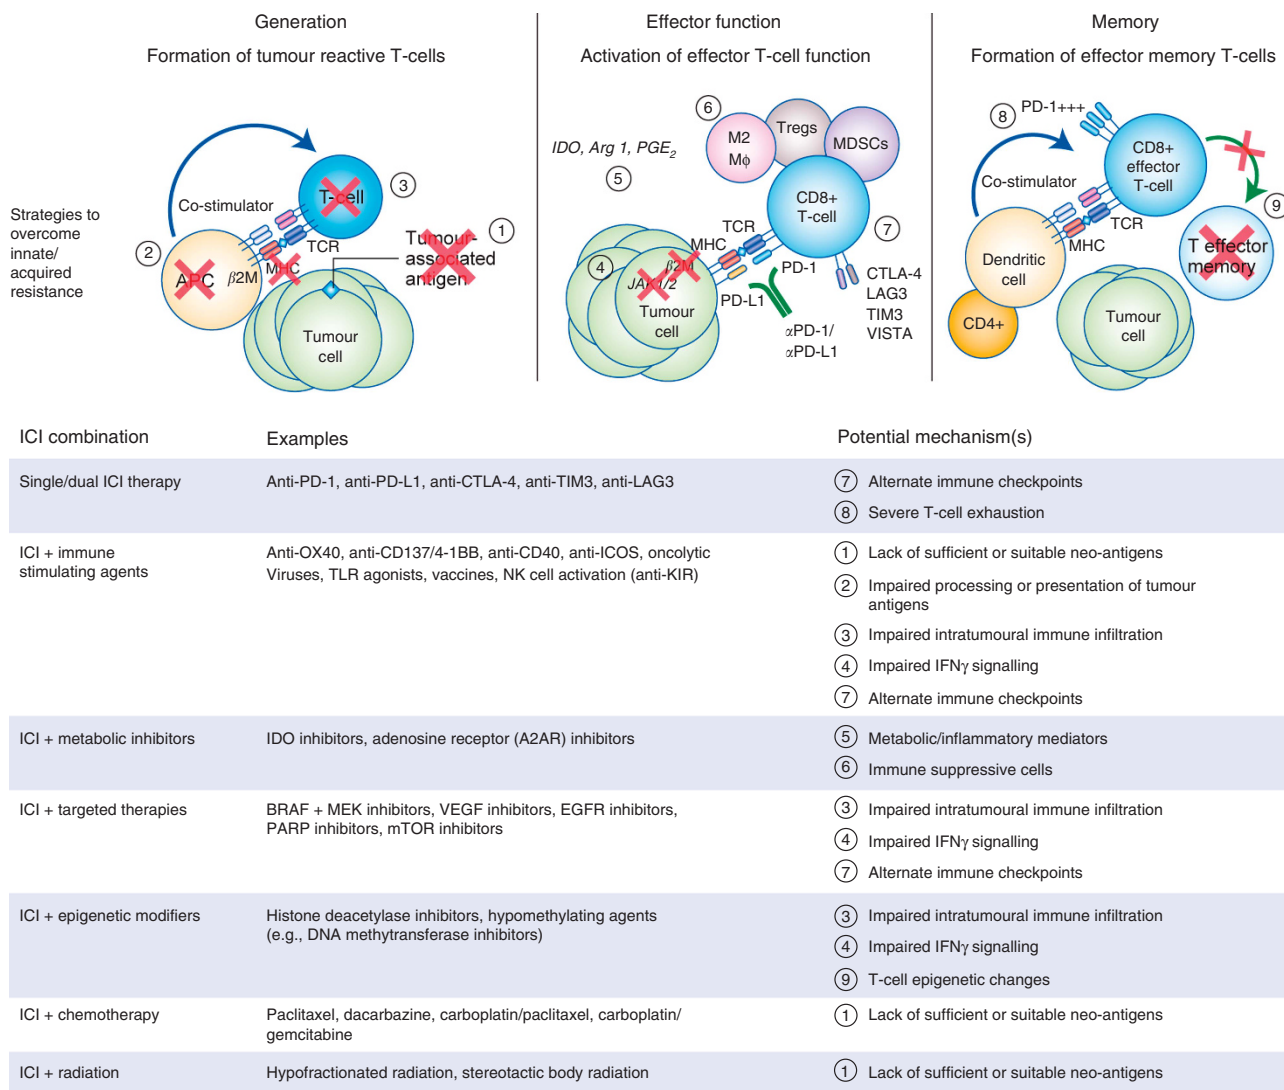 Generation
Formation of tumour reactive T-cells
Effector function
Activation of effector T-cell function
Memory
Formation of effector memory T-cells
Strategies to
overcome
innate/
acquired
resistance
Co-stimulator
T-cell
3
2
APC
β2M
MHC
TCR
1
Tumour-
associated
antigen
Tumour
cell
IDO, Arg 1, PGE₂
5
6
M2
Mϕ
Tregs
MDSCs
CD8+
T-cell
7
4
JAK1/2
β2M
Tumour
cell
MHC
TCR
PD-1
PD-L1
αPD-1/
αPD-L1
CTLA-4
LAG3
TIM3
VISTA
8
PD-1+++
CD8+
effector
T-cell
Co-stimulator
TCR
MHC
9
T effector
memory
Dendritic
cell
CD4+
Tumour
cell
ICI combination
Examples
Potential mechanism(s)
Single/dual ICI therapy
Anti-PD-1, anti-PD-L1, anti-CTLA-4, anti-TIM3, anti-LAG3
7 Alternate immune checkpoints
8 Severe T-cell exhaustion
ICI + immune
stimulating agents
Anti-OX40, anti-CD137/4-1BB, anti-CD40, anti-ICOS, oncolytic
Viruses, TLR agonists, vaccines, NK cell activation (anti-KIR)
1 Lack of sufficient or suitable neo-antigens
2 Impaired processing or presentation of tumour
antigens
3 Impaired intratumoural immune infiltration
4 Impaired IFNγ signalling
7 Alternate immune checkpoints
ICI + metabolic inhibitors
IDO inhibitors, adenosine receptor (A2AR) inhibitors
5 Metabolic/inflammatory mediators
6 Immune suppressive cells
ICI + targeted therapies
BRAF + MEK inhibitors, VEGF inhibitors, EGFR inhibitors,
PARP inhibitors, mTOR inhibitors
3 Impaired intratumoural immune infiltration
4 Impaired IFNγ signalling
7 Alternate immune checkpoints
ICI + epigenetic modifiers
Histone deacetylase inhibitors, hypomethylating agents
(e.g., DNA methytransferase inhibitors)
3 Impaired intratumoural immune infiltration
4 Impaired IFNγ signalling
9 T-cell epigenetic changes
ICI + chemotherapy
Paclitaxel, dacarbazine, carboplatin/paclitaxel, carboplatin/
gemcitabine
1 Lack of sufficient or suitable neo-antigens
ICI + radiation
Hypofractionated radiation, stereotactic body radiation
1 Lack of sufficient or suitable neo-antigens